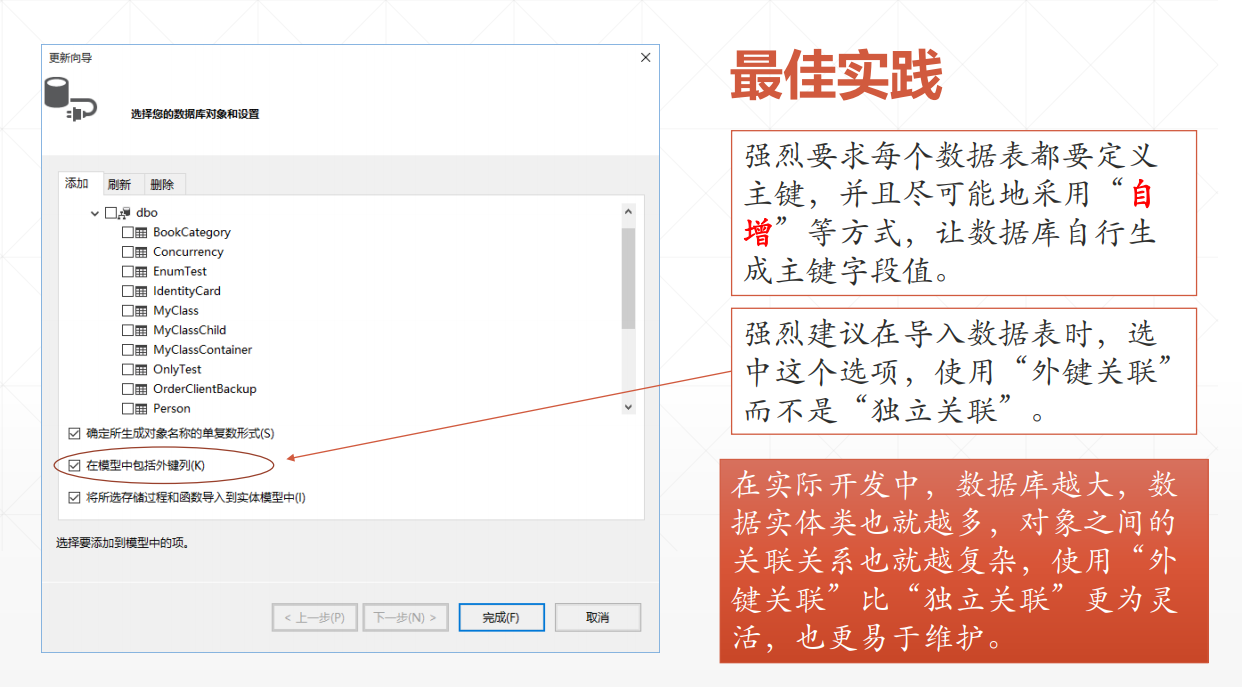 更新向导
选择您的数据库对象和设置
添加 刷新 删除
dbo
BookCategory
Concurrency
EnumTest
IdentityCard
MyClass
MyClassChild
MyClassContainer
OnlyTest
OrderClientBackup
Person
确定所生成对象名称的单复数形式(S)
在模型中包括外键列(K)
将所选存储过程和函数导入到实体模型中(I)
选择要添加到模型中的项。
< 上一步(P) 下一步(N) > 完成(F) 取消
最佳实践
强烈要求每个数据表都要定义
主键，并且尽可能地采用“自
增”等方式，让数据库自行生
成主键字段值。
强烈建议在导入数据表时，选
中这个选项，使用“外键关联”
而不是“独立关联”。
在实际开发中，数据库越大，数
据实体类也就越多，对象之间的
关联关系也就越复杂，使用“外
键关联”比“独立关联”更为灵
活，也更易于维护。